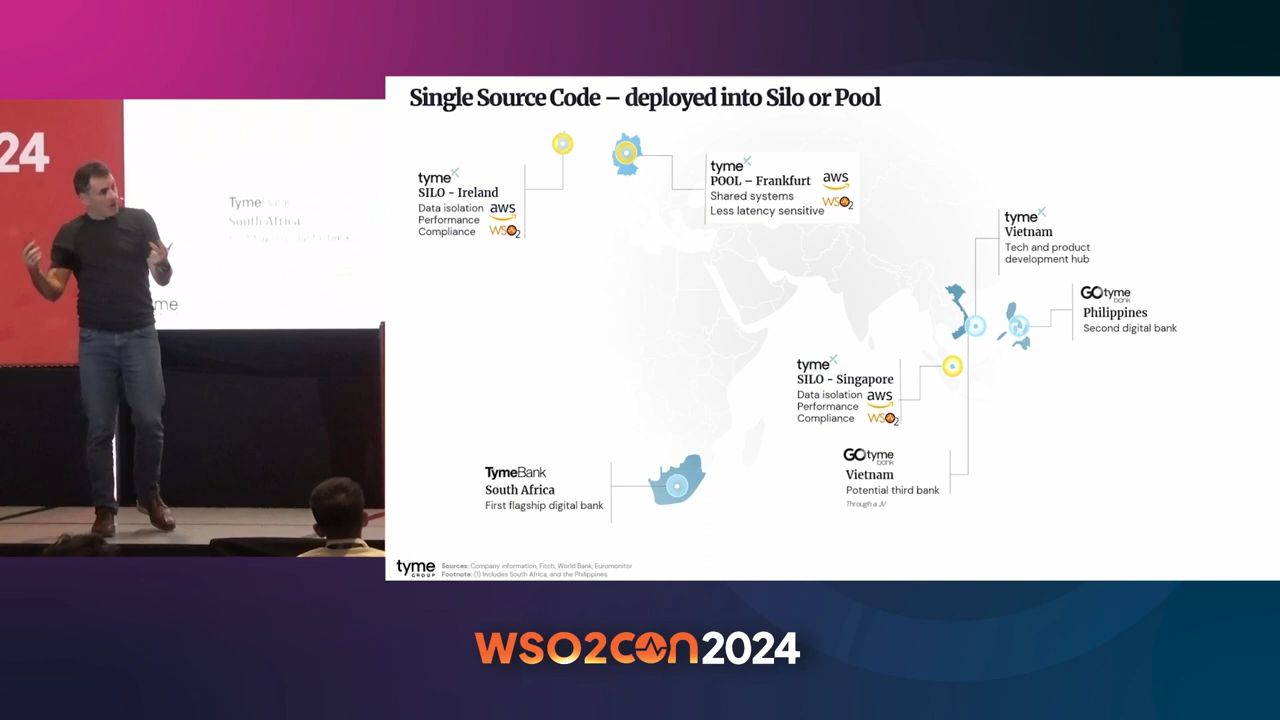 Single Source Code – deployed into Silo or Pool
24
TymeBank
South Africa
me
tyme
SILO - Ireland
Data isolation
Performance
Compliance
aws
WSO2
tyme
POOL – Frankfurt
Shared systems
Less latency sensitive
aws
WSO2
tyme
Vietnam
Tech and product
development hub
GOtyme
bank
Philippines
Second digital bank
tyme
SILO - Singapore
Data isolation
Performance
Compliance
aws
WSO2
GOtyme
bank
Vietnam
Potential third bank
Through a JV
TymeBank
South Africa
First flagship digital bank
tyme
GROUP
Sources: Company information, Fitch, World Bank, Euromonitor
Footnote: (1) Includes South Africa, and the Philippines.
WSO2CON2024